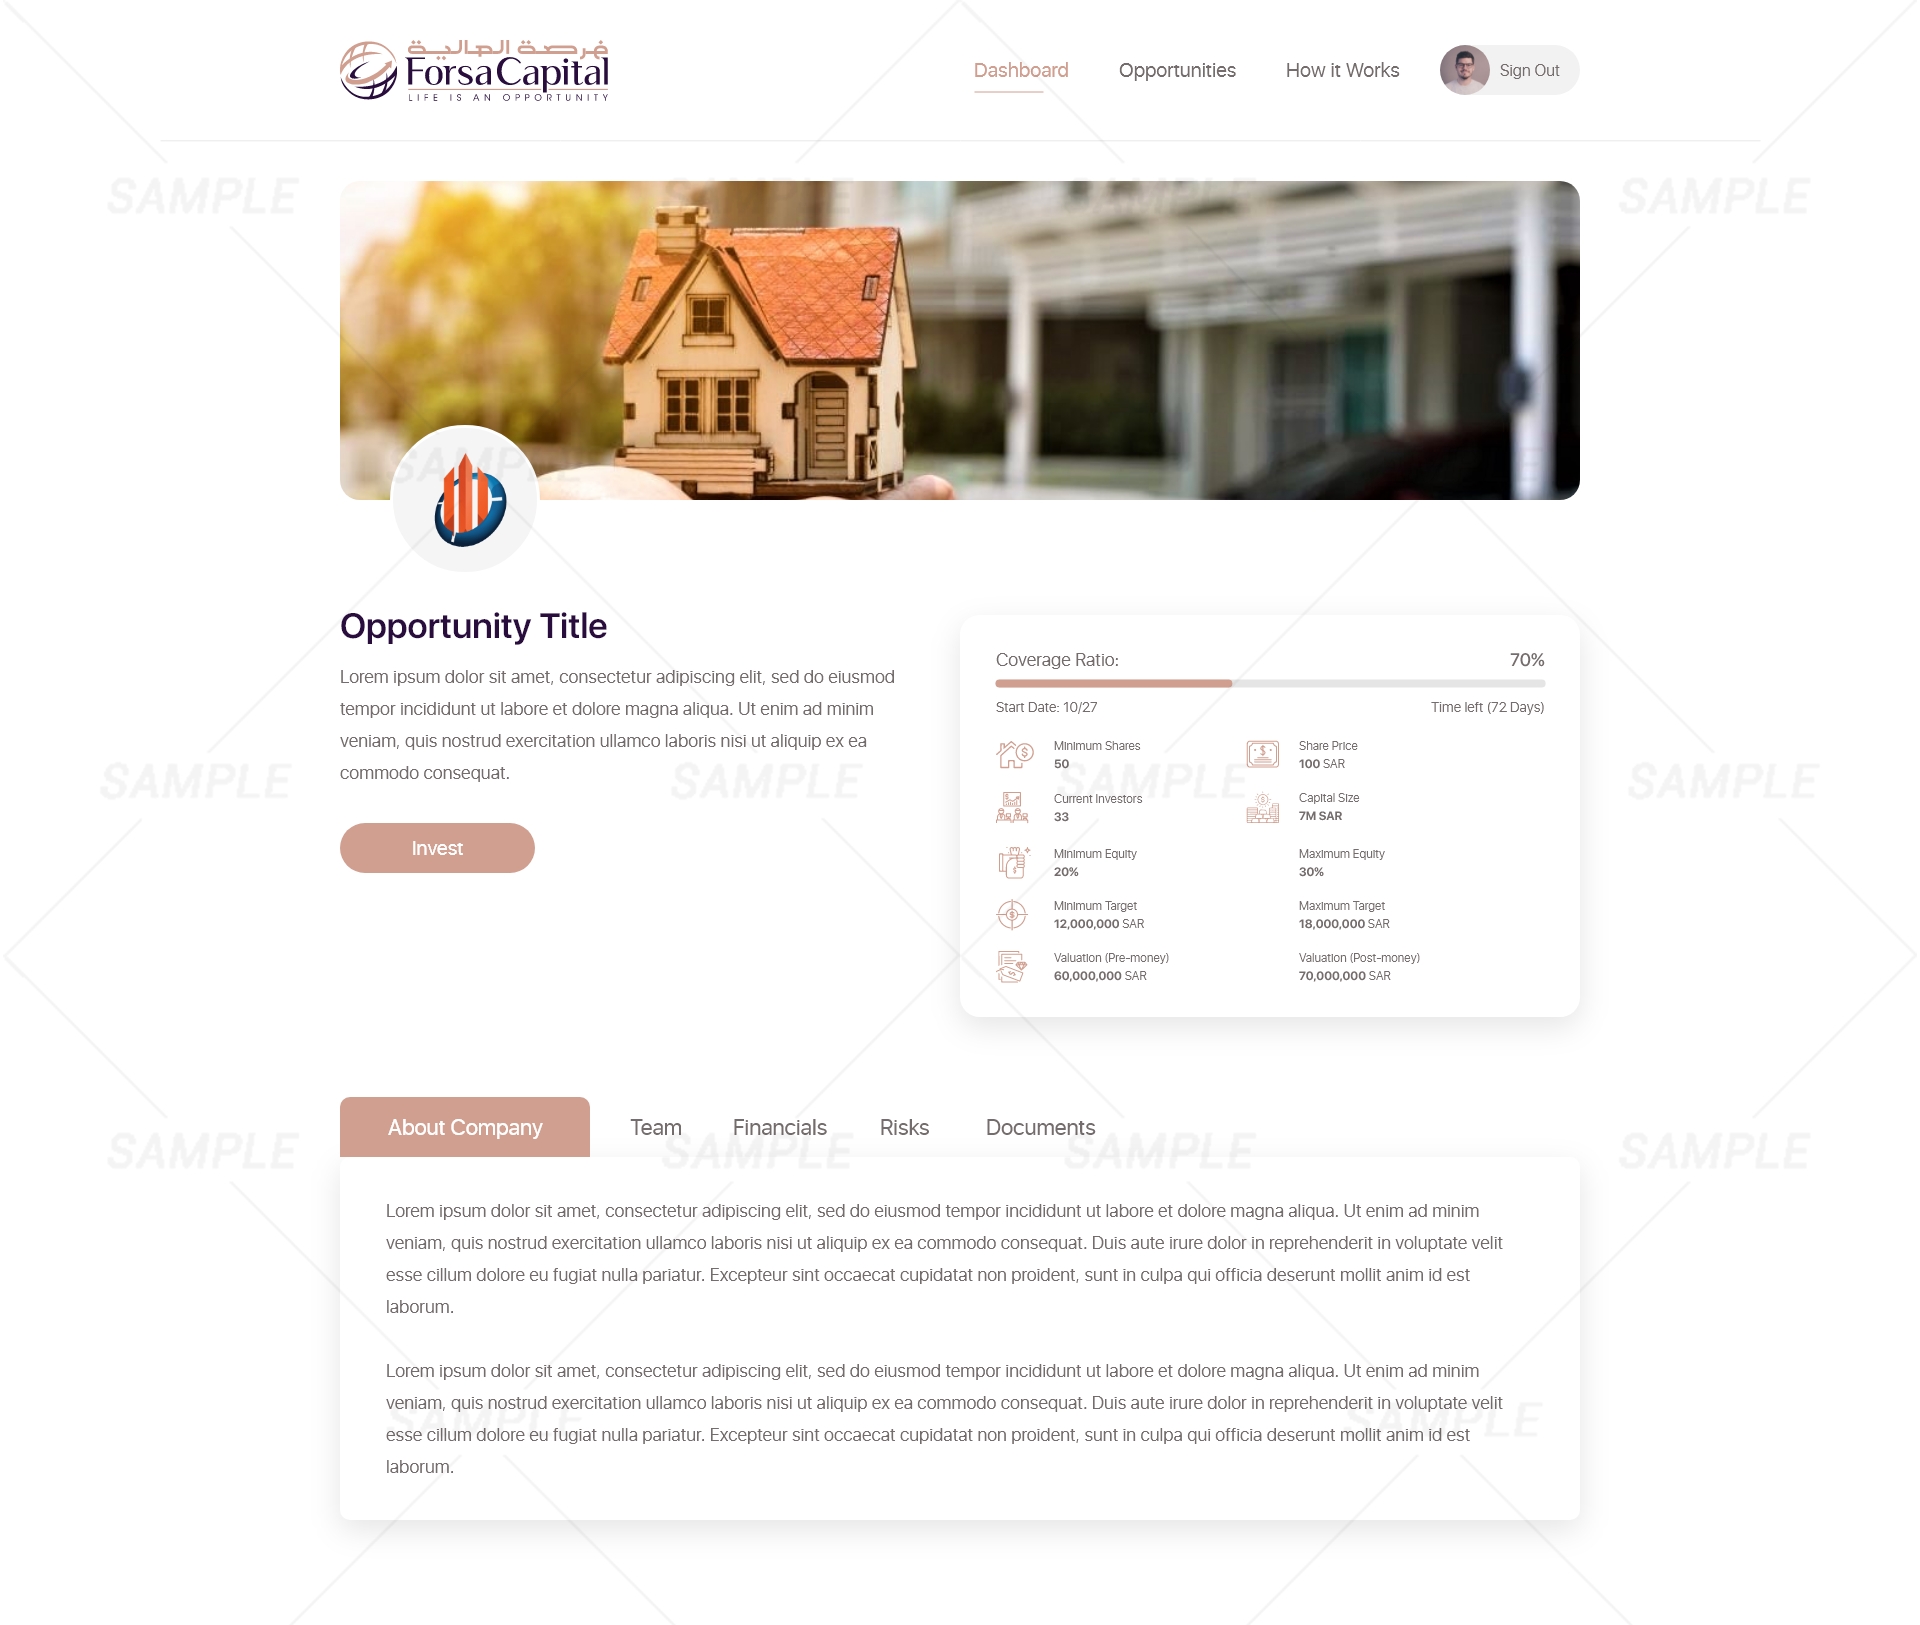 فرصة المالية
Forsa Capital
LIFE IS AN OPPORTUNITY
Dashboard
Opportunities
How it Works
Sign Out
SAMPLE
SAMPLE
SAMPLE
SAMPLE
SAMPLE
Opportunity Title
Lorem ipsum dolor sit amet, consectetur adipiscing elit, sed do eiusmod
tempor incididunt ut labore et dolore magna aliqua. Ut enim ad minim
veniam, quis nostrud exercitation ullamco laboris nisi ut aliquip ex ea
commodo consequat.
Invest
Coverage Ratio:
70%
Start Date: 10/27
Time left (72 Days)
Minimum Shares
50
Share Price
100 SAR
Current Investors
33
Capital Size
7M SAR
Minimum Equity
20%
Maximum Equity
30%
Minimum Target
12,000,000 SAR
Maximum Target
18,000,000 SAR
Valuation (Pre-money)
60,000,000 SAR
Valuation (Post-money)
70,000,000 SAR
SAMPLE
SAMPLE
SAMPLE
SAMPLE
About Company
Team
Financials
Risks
Documents
SAMPLE
SAMPLE
SAMPLE
SAMPLE
Lorem ipsum dolor sit amet, consectetur adipiscing elit, sed do eiusmod tempor incididunt ut labore et dolore magna aliqua. Ut enim ad minim
veniam, quis nostrud exercitation ullamco laboris nisi ut aliquip ex ea commodo consequat. Duis aute irure dolor in reprehenderit in voluptate velit
esse cillum dolore eu fugiat nulla pariatur. Excepteur sint occaecat cupidatat non proident, sunt in culpa qui officia deserunt mollit anim id est
laborum.
Lorem ipsum dolor sit amet, consectetur adipiscing elit, sed do eiusmod tempor incididunt ut labore et dolore magna aliqua. Ut enim ad minim
veniam, quis nostrud exercitation ullamco laboris nisi ut aliquip ex ea commodo consequat. Duis aute irure dolor in reprehenderit in voluptate velit
esse cillum dolore eu fugiat nulla pariatur. Excepteur sint occaecat cupidatat non proident, sunt in culpa qui officia deserunt mollit anim id est
laborum.
SAMPLE
SAMPLE